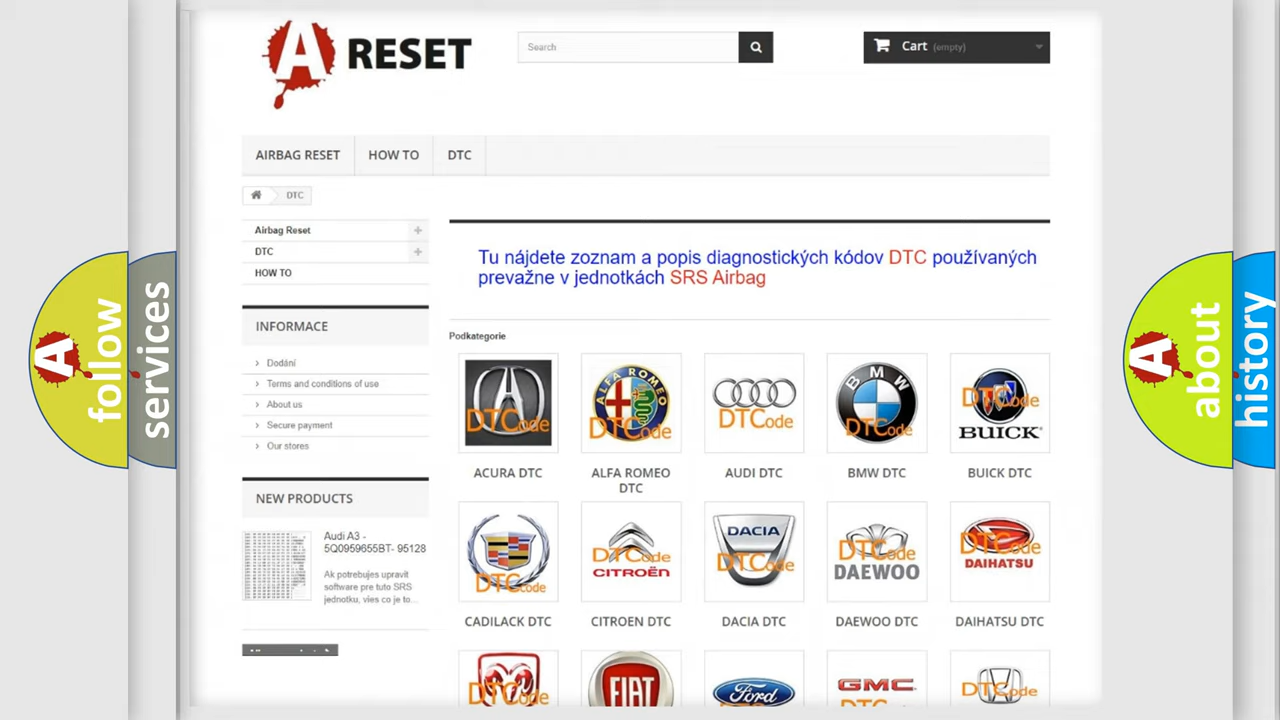 A RESET
Search
Cart (empty)
AIRBAG RESET
HOW TO
DTC
DTC
Airbag Reset
DTC
HOW TO
Tu nájdete zoznam a popis diagnostických kódov DTC používaných
prevažne v jednotkách SRS Airbag
INFORMACE
Dodání
Terms and conditions of use
About us
Secure payment
Our stores
Podkategorie
DTCode
ALFA ROMEO
DTCode
DTCode
BMW
DTCode
DTCode
BUICK
ACURA DTC
ALFA ROMEO
DTC
AUDI DTC
BMW DTC
BUICK DTC
NEW PRODUCTS
Audi A3 -
5Q0959655BT- 95128
Ak potrebujes upravit
software pre tuto SRS
jednotku, vies co je to...
DTCode
DTCode
CITROËN
DACIA
DTCode
DTCode
DAEWOO
DTCode
DAIHATSU
CADILACK DTC
CITROEN DTC
DACIA DTC
DAEWOO DTC
DAIHATSU DTC
DTCode
FIAT
Ford
GMC
DTCode
A follow
services
A about
history